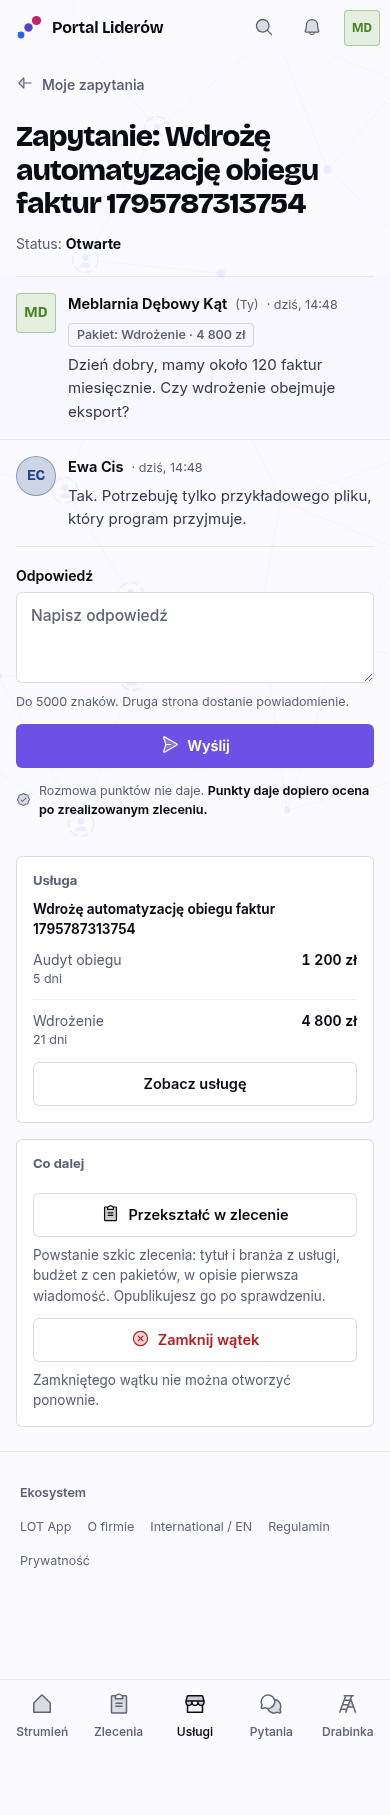 Portal Liderów
MD
Moje zapytania
Zapytanie: Wdrożę
automatyzację obiegu
faktur 1795787313754
Status: Otwarte
MD
Meblarnia Dębowy Kąt (Ty) · dziś, 14:48
Pakiet: Wdrożenie · 4 800 zł
Dzień dobry, mamy około 120 faktur
miesięcznie. Czy wdrożenie obejmuje
eksport?
EC
Ewa Cis · dziś, 14:48
Tak. Potrzebuję tylko przykładowego pliku,
który program przyjmuje.
Odpowiedź
Napisz odpowiedź
Do 5000 znaków. Druga strona dostanie powiadomienie.
Wyślij
Rozmowa punktów nie daje. Punkty daje dopiero ocena
po zrealizowanym zleceniu.
Usługa
Wdrożę automatyzację obiegu faktur
1795787313754
Audyt obiegu 1 200 zł
5 dni
Wdrożenie 4 800 zł
21 dni
Zobacz usługę
Co dalej
Przekształć w zlecenie
Powstanie szkic zlecenia: tytuł i branża z usługi,
budżet z cen pakietów, w opisie pierwsza
wiadomość. Opublikujesz go po sprawdzeniu.
Zamknij wątek
Zamkniętego wątku nie można otworzyć
ponownie.
Ekosystem
LOT App O firmie International / EN Regulamin
Prywatność
Strumień Zlecenia Usługi Pytania Drabinka